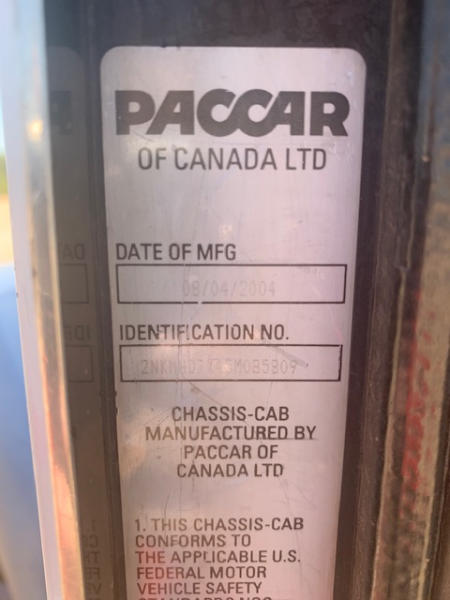 PACCAR
OF CANADA LTD
DATE OF MFG
08/04/2004
IDENTIFICATION NO.
CHASSIS-CAB
MANUFACTURED BY
PACCAR OF
CANADA LTD
1. THIS CHASSIS-CAB
CONFORMS TO
THE APPLICABLE U.S.
FEDERAL MOTOR
VEHICLE SAFETY